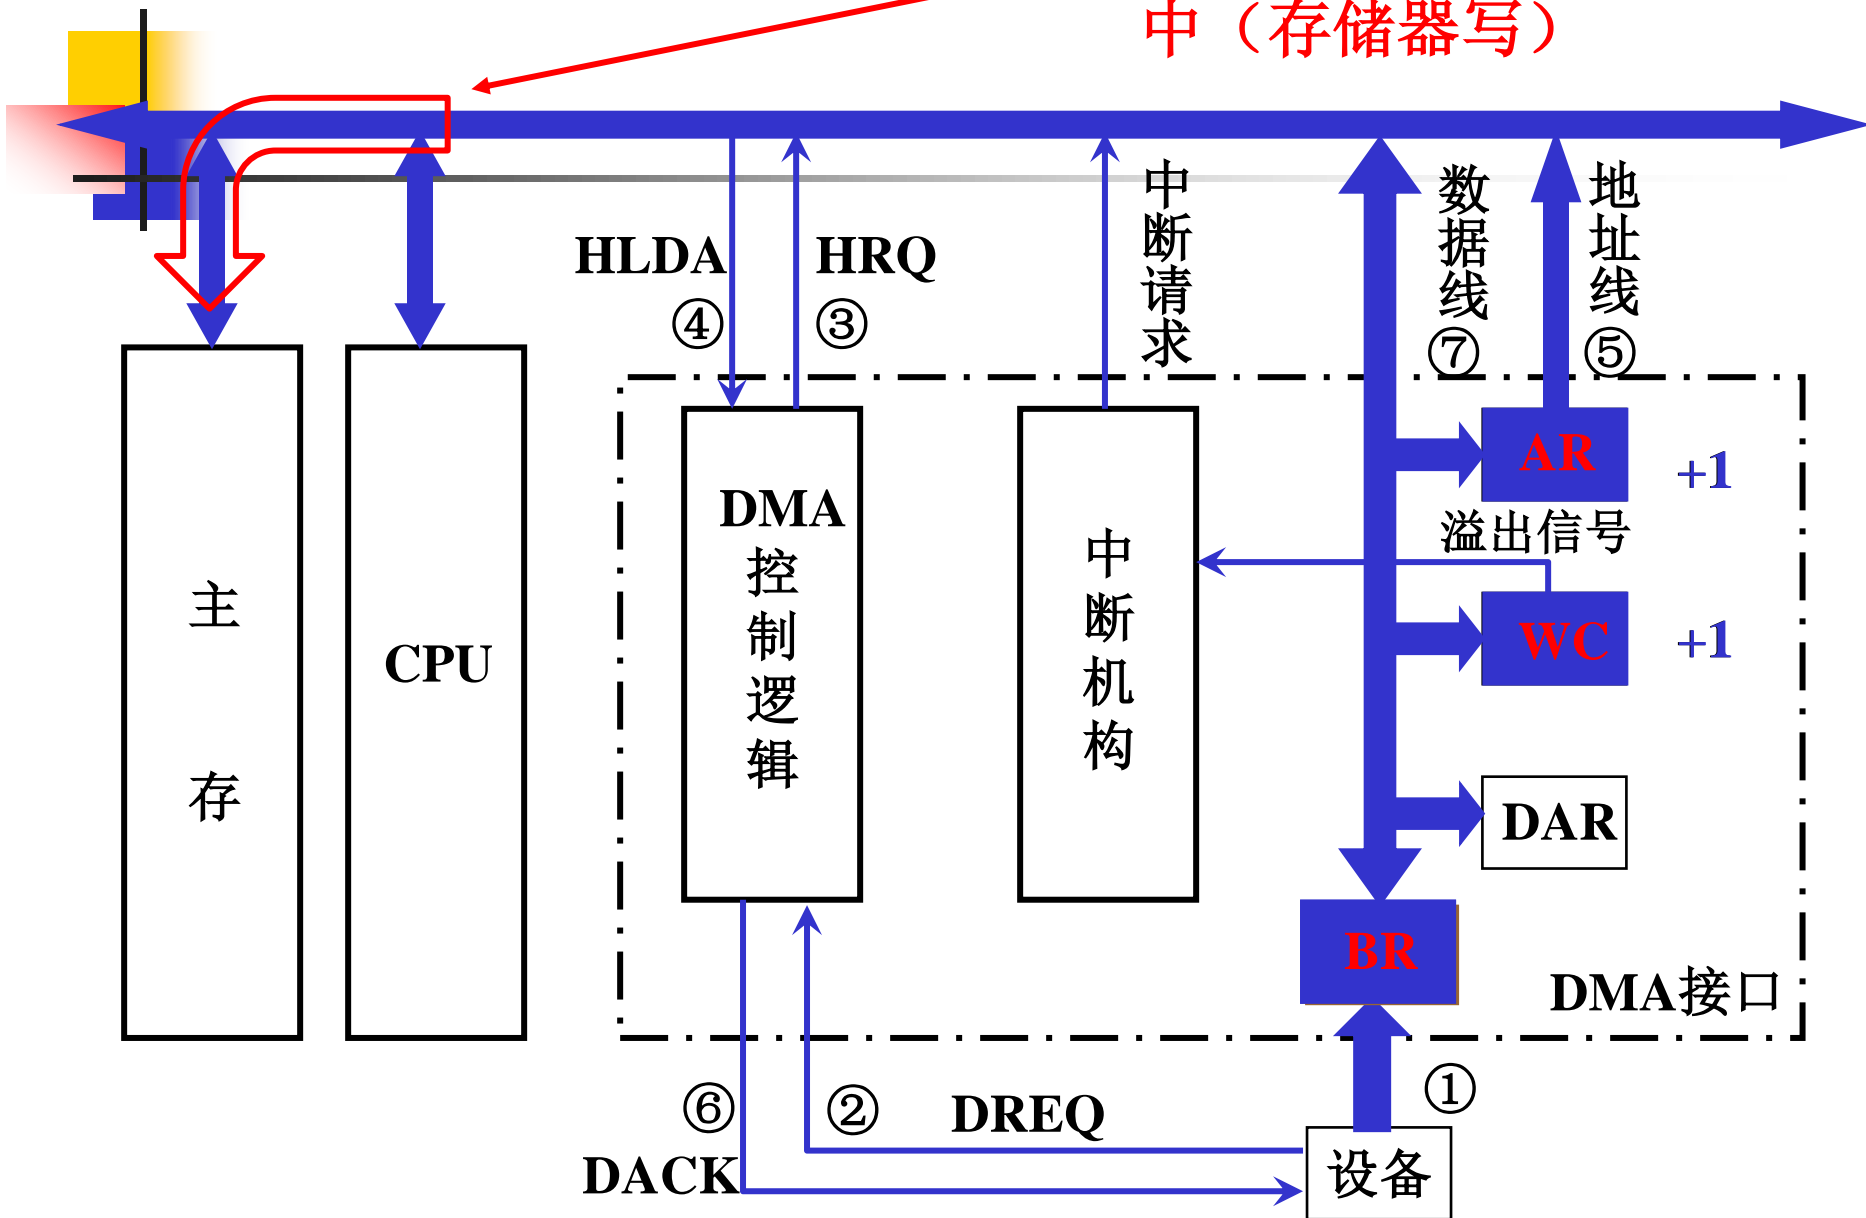 中（存储器写）
HLDA
④
HRQ
③
中断请求
数据线
⑦
地址线
⑤
主存
CPU
DMA
控制逻辑
中断机构
AR
+1
溢出信号
WC
+1
DAR
BR
DMA接口
⑥
②
DREQ
①
DACK
设备